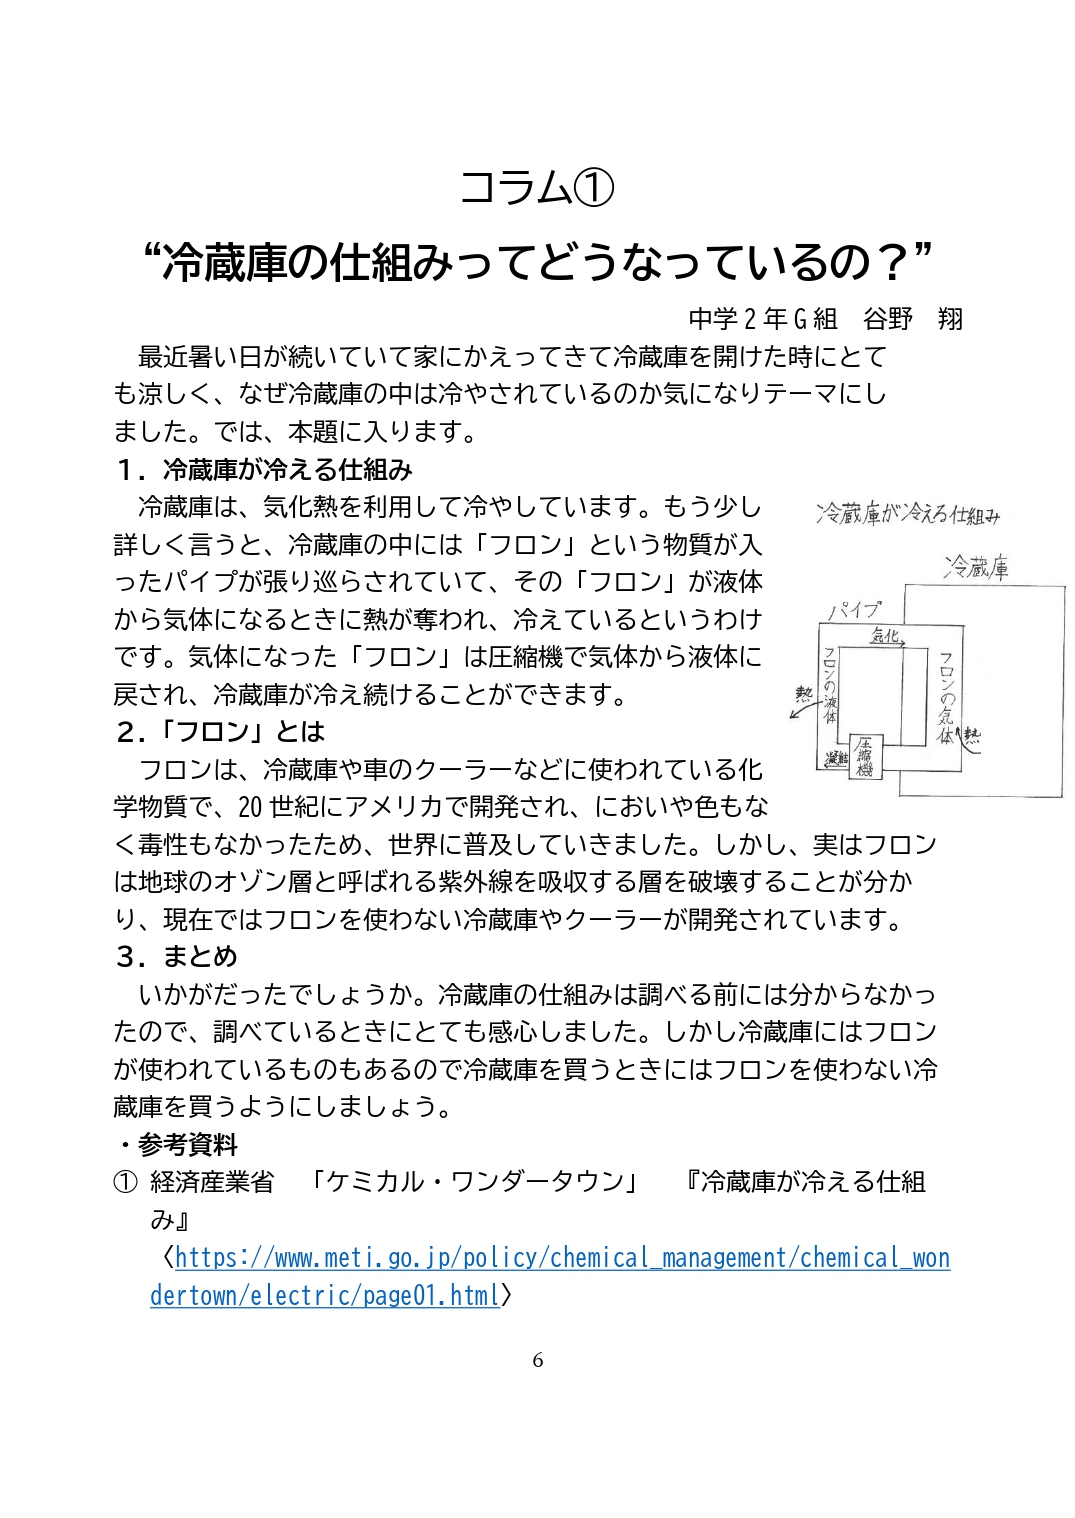 コラム①
“冷蔵庫の仕組みってどうなっているの？”
中学２年Ｇ組　谷野　翔
最近暑い日が続いていて家にかえってきて冷蔵庫を開けた時にとて
も涼しく、なぜ冷蔵庫の中は冷やされているのか気になりテーマにし
ました。では、本題に入ります。
１．冷蔵庫が冷える仕組み
冷蔵庫は、気化熱を利用して冷やしています。もう少し
詳しく言うと、冷蔵庫の中には「フロン」という物質が入
ったパイプが張り巡らされていて、その「フロン」が液体
から気体になるときに熱が奪われ、冷えているというわけ
です。気体になった「フロン」は圧縮機で気体から液体に
戻され、冷蔵庫が冷え続けることができます。
冷蔵庫が冷える仕組み
冷蔵庫
パイプ
気化
フロンの液体
フロンの気体
熱
熱
凝縮
圧縮機
２．「フロン」とは
フロンは、冷蔵庫や車のクーラーなどに使われている化
学物質で、20世紀にアメリカで開発され、においや色もな
く毒性もなかったため、世界に普及していきました。しかし、実はフロン
は地球のオゾン層と呼ばれる紫外線を吸収する層を破壊することが分か
り、現在ではフロンを使わない冷蔵庫やクーラーが開発されています。
３．まとめ
いかがだったでしょうか。冷蔵庫の仕組みは調べる前には分からなかっ
たので、調べているときにとても感心しました。しかし冷蔵庫にはフロン
が使われているものもあるので冷蔵庫を買うときにはフロンを使わない冷
蔵庫を買うようにしましょう。
・参考資料
① 経済産業省　「ケミカル・ワンダータウン」　『冷蔵庫が冷える仕組
み』
〈https://www.meti.go.jp/policy/chemical_management/chemical_won
dertown/electric/page01.html〉
6